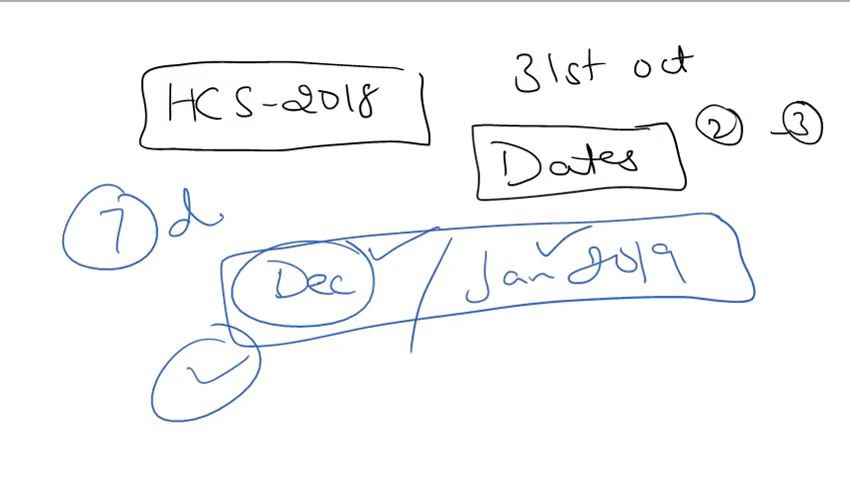 31st oct
HCS-2018
Dates ② - ③
⑦ d
Dec / Jan 2019